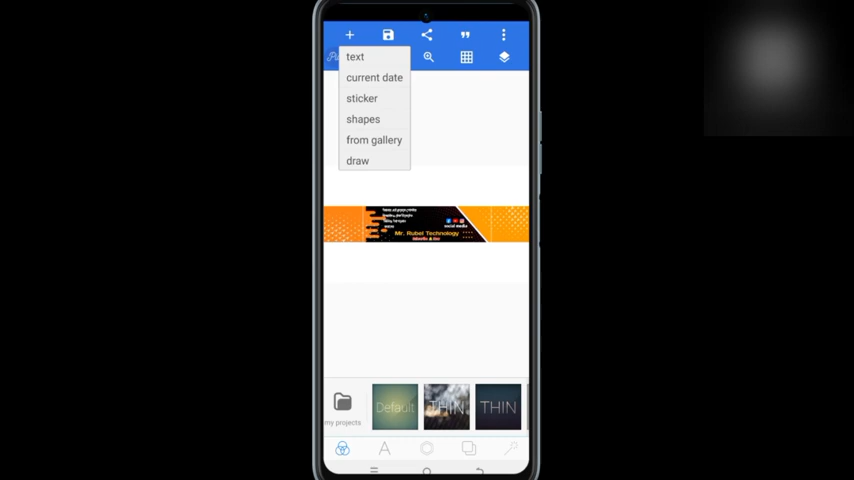 text
current date
sticker
shapes
from gallery
draw
social media
Mr. Rubel Technology
my projects
Default
THIN
THIN